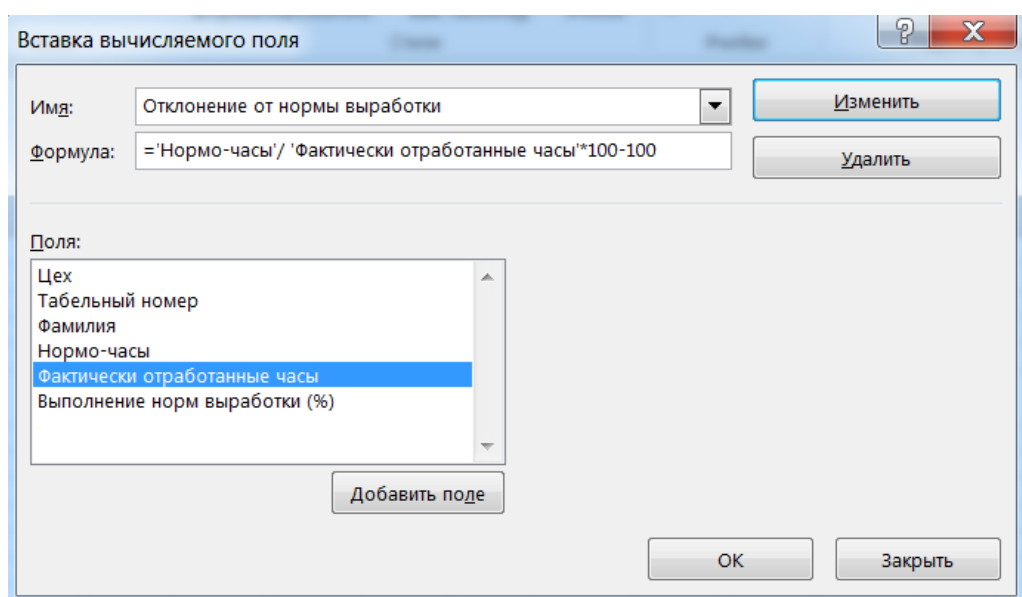 Вставка вычисляемого поля
Имя: Отклонение от нормы выработки Изменить
Формула: ='Нормо-часы'/ 'Фактически отработанные часы'*100-100 Удалить
Поля:
Цех
Табельный номер
Фамилия
Нормо-часы
Фактически отработанные часы
Выполнение норм выработки (%)
Добавить поле
ОК Закрыть